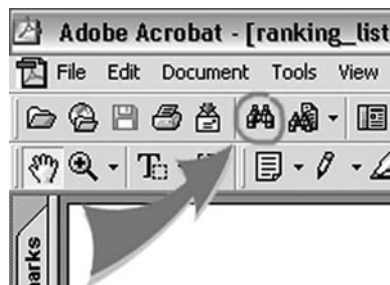 Adobe Acrobat - [ranking_list
File Edit Document Tools View
arks